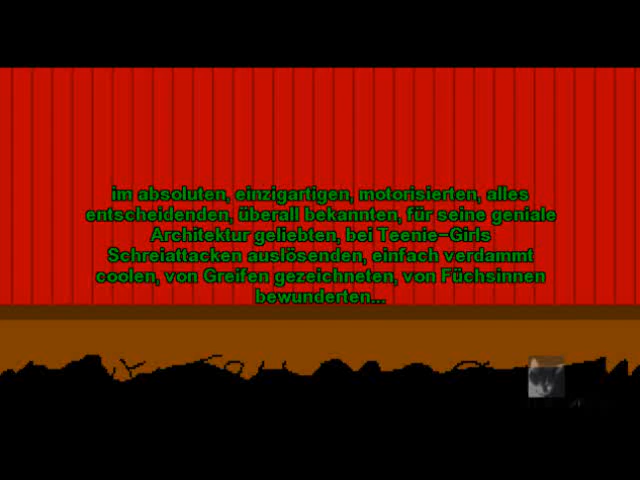 im absoluten, einzigartigen, motorisierten, alles
entscheidenden, überall bekannten, für seine geniale
Architektur geliebten, bei Teenie-Girls
Schreiattacken auslösenden, einfach verdammt
coolen, von Greifen gezeichneten, von Füchsinnen
bewunderten...